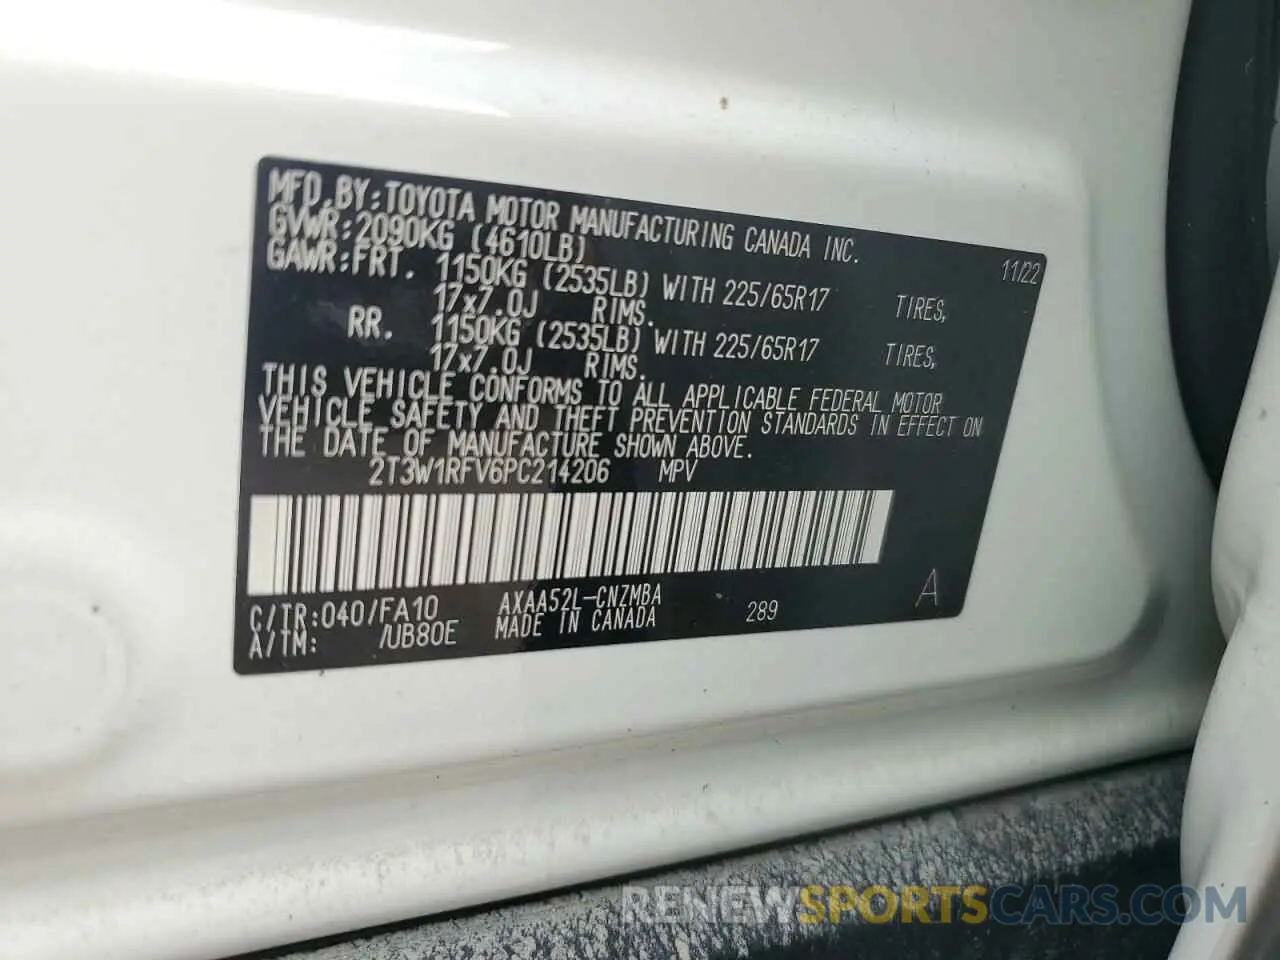 MFD. BY: TOYOTA MOTOR MANUFACTURING CANADA INC. 11/22
GVWR: 2090KG (4610LB)
GAWR: FRT. 1150KG (2535LB) WITH 225/65R17 TIRES,
17x7.0J RIMS.
RR. 1150KG (2535LB) WITH 225/65R17 TIRES,
17x7.0J RIMS.
THIS VEHICLE CONFORMS TO ALL APPLICABLE FEDERAL MOTOR
VEHICLE SAFETY AND THEFT PREVENTION STANDARDS IN EFFECT ON
THE DATE OF MANUFACTURE SHOWN ABOVE.
2T3W1RFV6PC214206 MPV
C/TR: 040/FA10 AXAA52L-CNZMBA
A/TM: /UB80E MADE IN CANADA 289 A
RENEWSPORTSCARS.COM